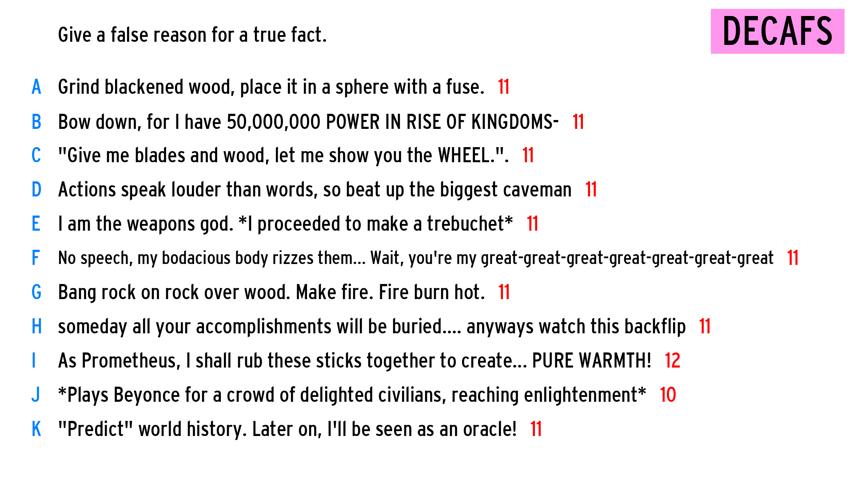 Give a false reason for a true fact.
DECAFS
A Grind blackened wood, place it in a sphere with a fuse. 11
B Bow down, for I have 50,000,000 POWER IN RISE OF KINGDOMS- 11
C "Give me blades and wood, let me show you the WHEEL.". 11
D Actions speak louder than words, so beat up the biggest caveman 11
E I am the weapons god. *I proceeded to make a trebuchet* 11
F No speech, my bodacious body rizzes them... Wait, you're my great-great-great-great-great-great-great 11
G Bang rock on rock over wood. Make fire. Fire burn hot. 11
H someday all your accomplishments will be buried.... anyways watch this backflip 11
I As Prometheus, I shall rub these sticks together to create... PURE WARMTH! 12
J *Plays Beyonce for a crowd of delighted civilians, reaching enlightenment* 10
K "Predict" world history. Later on, I'll be seen as an oracle! 11